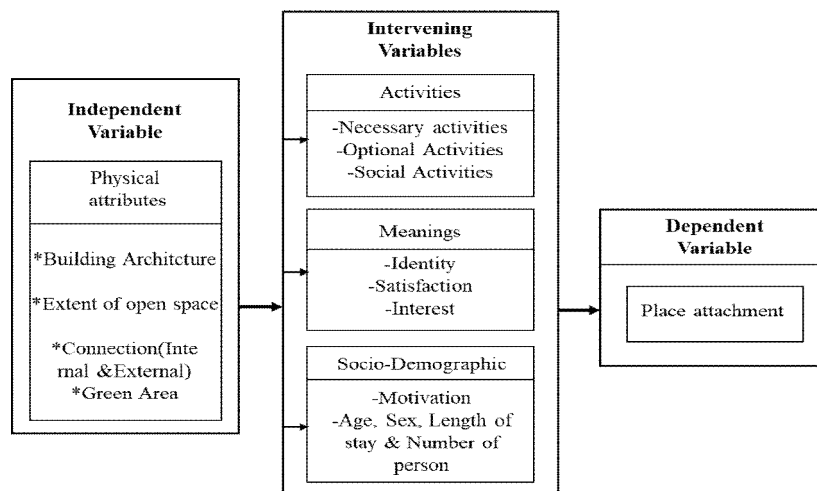 Independent
Variable
Physical
attributes
*Building Architcture
*Extent of open space
*Connection(Inte
rnal &External)
*Green Area
Intervening
Variables
Activities
-Necessary activities
-Optional Activities
-Social Activities
Meanings
-Identity
-Satisfaction
-Interest
Socio-Demographic
-Motivation
-Age, Sex, Length of
stay & Number of
person
Dependent
Variable
Place attachment